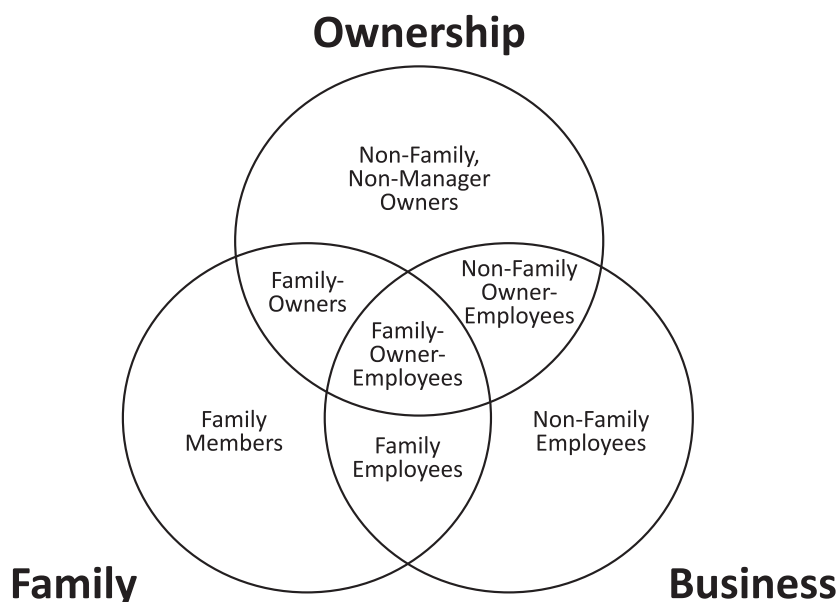 Ownership
Non-Family,
Non-Manager
Owners
Family-
Owners
Non-Family
Owner-
Employees
Family-
Owner-
Employees
Family
Members
Family
Employees
Non-Family
Employees
Family
Business